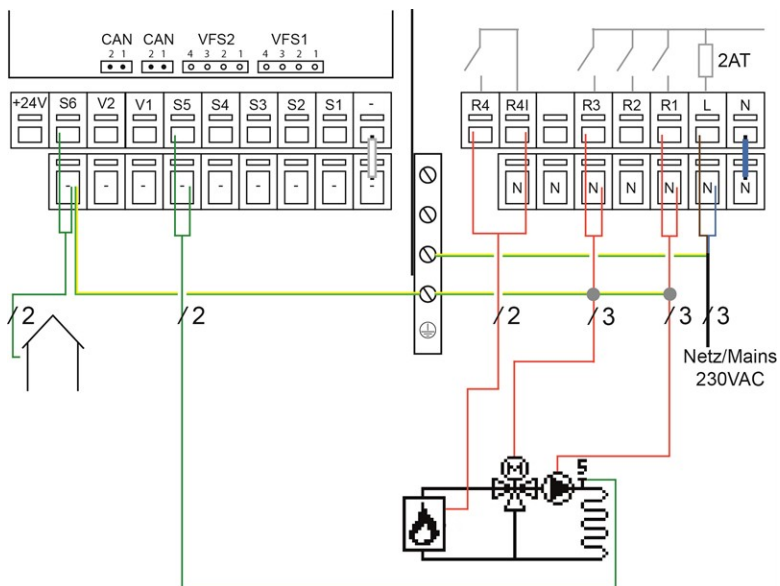 CAN CAN VFS2 VFS1
2 1 2 1 4 3 2 1 4 3 2 1
2AT
+24V S6 V2 V1 S5 S4 S3 S2 S1 -
R4 R4I R3 R2 R1 L N
- - - - - - - - -
N N N N N N N
/2 /2 /2 /3 /3 /3
Netz/Mains
230VAC
M
S